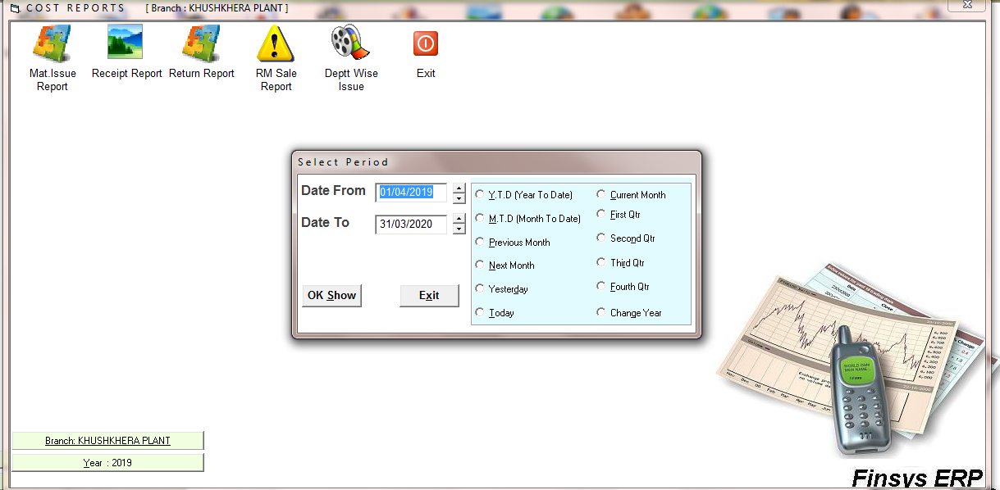 COST REPORTS [ Branch : KHUSHKHERA PLANT ]
Mat.Issue Report
Receipt Report
Return Report
RM Sale Report
Deptt Wise Issue
Exit
Select Period
Date From 01/04/2019
Date To 31/03/2020
OK Show
Exit
Y.T.D (Year To Date)
M.T.D (Month To Date)
Previous Month
Next Month
Yesterday
Today
Current Month
First Qtr
Second Qtr
Third Qtr
Fourth Qtr
Change Year
Date
Close
Change
Branch: KHUSHKHERA PLANT
Year : 2019
Finsys ERP